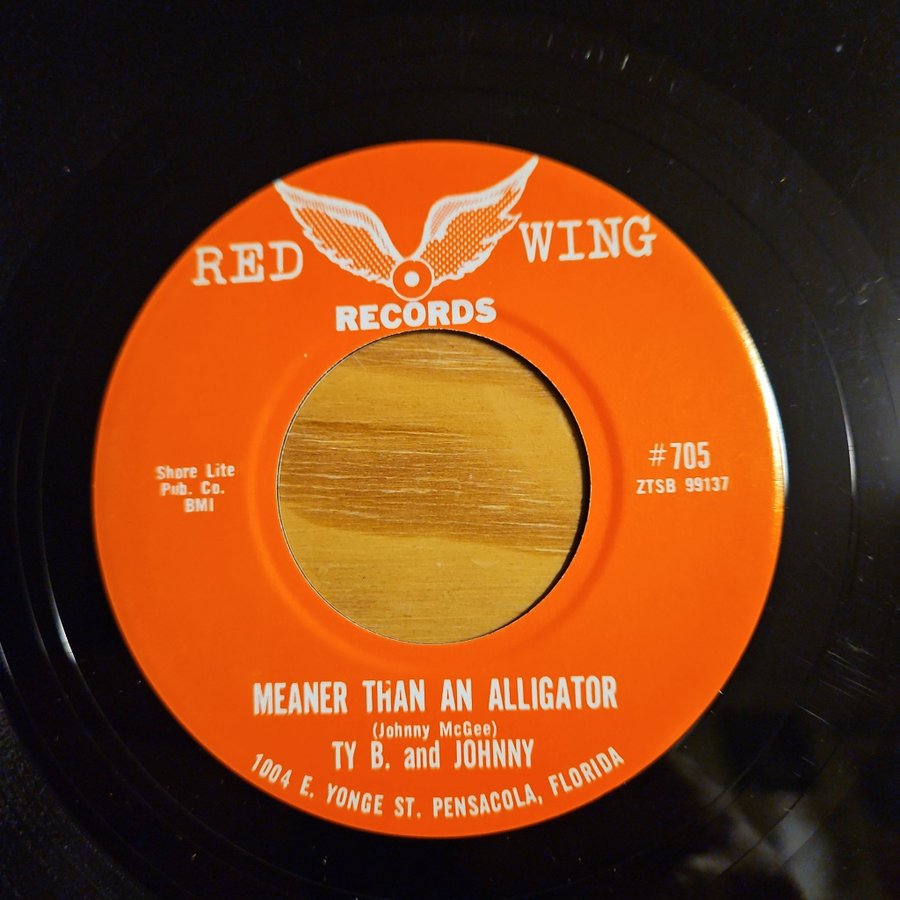 RED WING
RECORDS
Shore Lite
Pub. Co.
BMI
#705
ZTSB 99137
MEANER THAN AN ALLIGATOR
(Johnny McGee)
TY B. and JOHNNY
1004 E. YONGE ST. PENSACOLA, FLORIDA